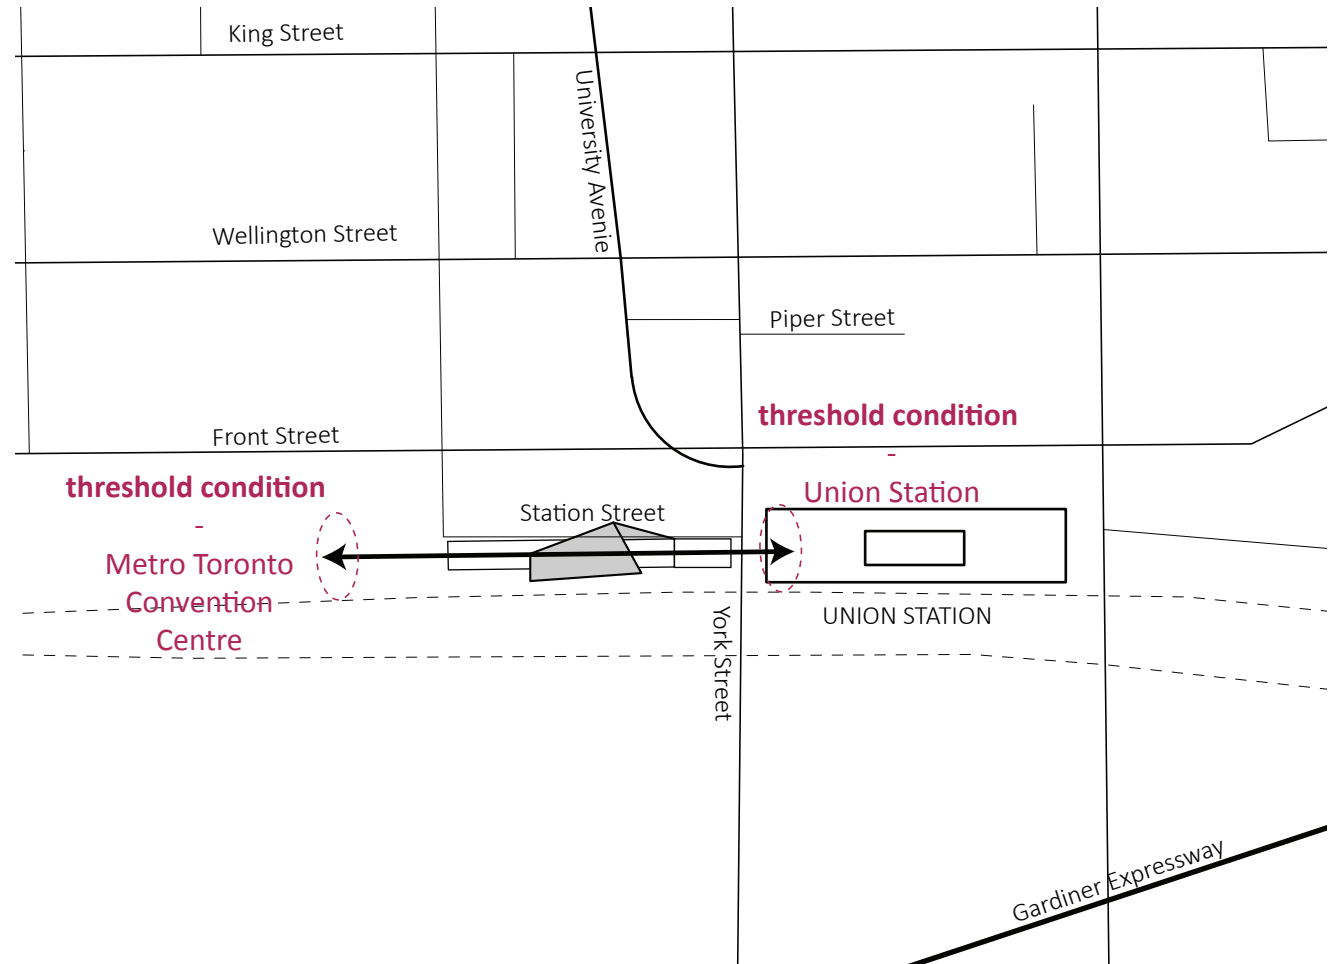 King Street
University Avenie
Wellington Street
Piper Street
threshold condition
-
Union Station
Front Street
threshold condition
-
Metro Toronto
Convention
Centre
Station Street
UNION STATION
York Street
Gardiner Expressway